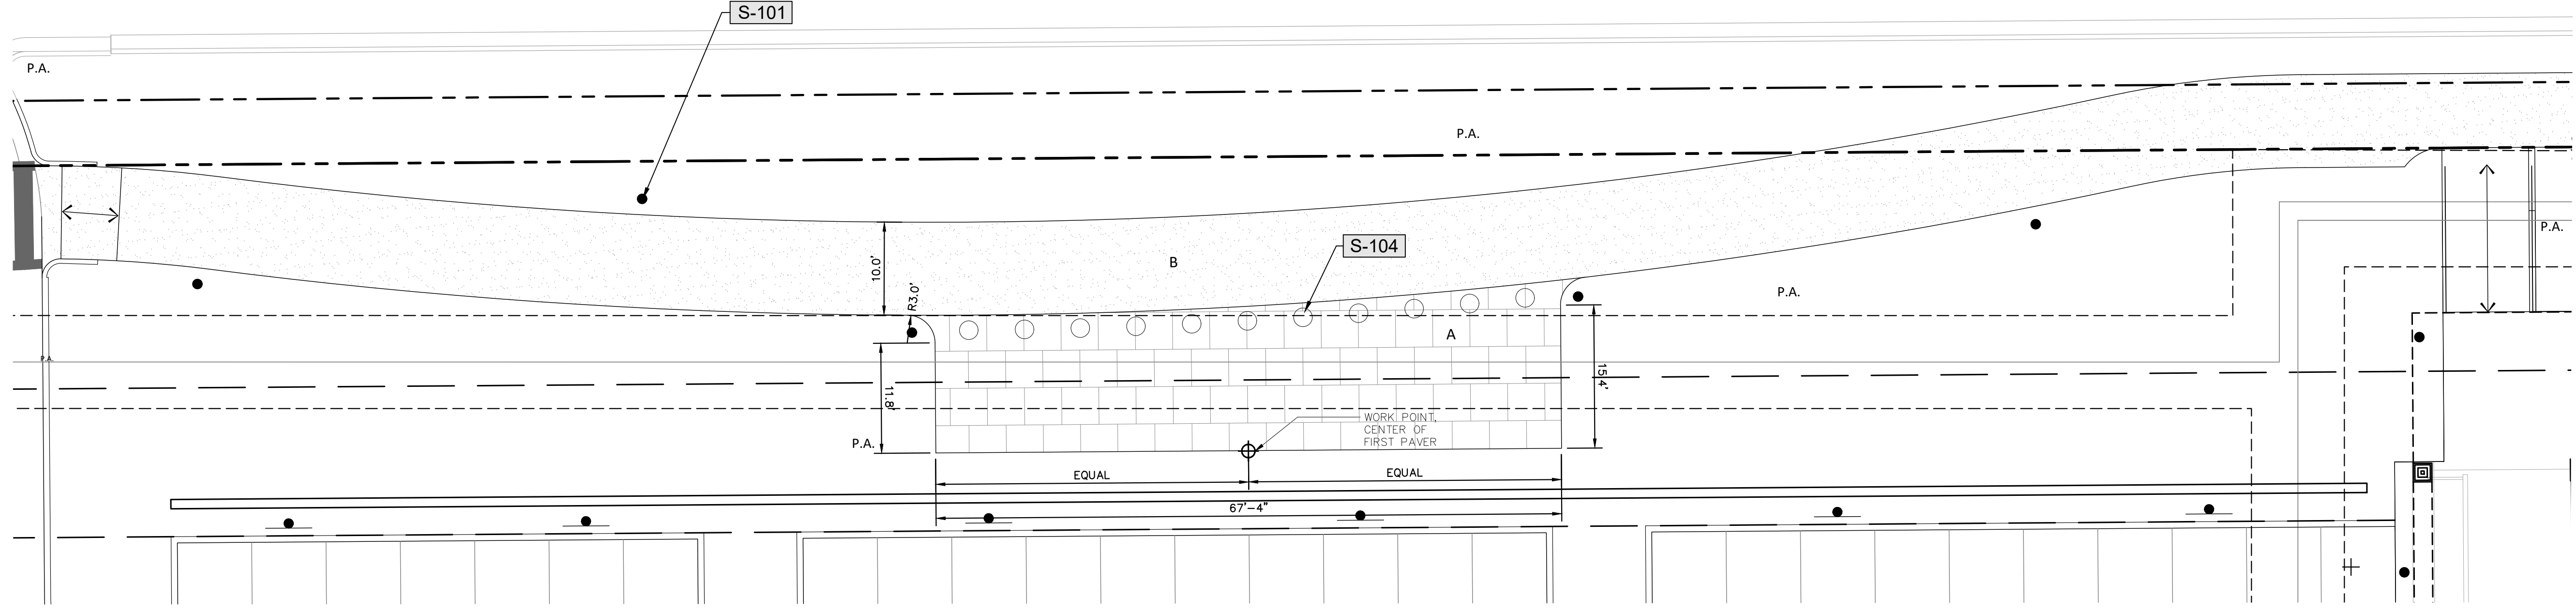 S-101
P.A.
P.A.
P.A.
S-104
10.0'
B
R3.0'
P.A.
A
P.A.
15.4'
11.8'
WORK POINT,
CENTER OF
FIRST PAVER
P.A.
EQUAL
EQUAL
67'-4"